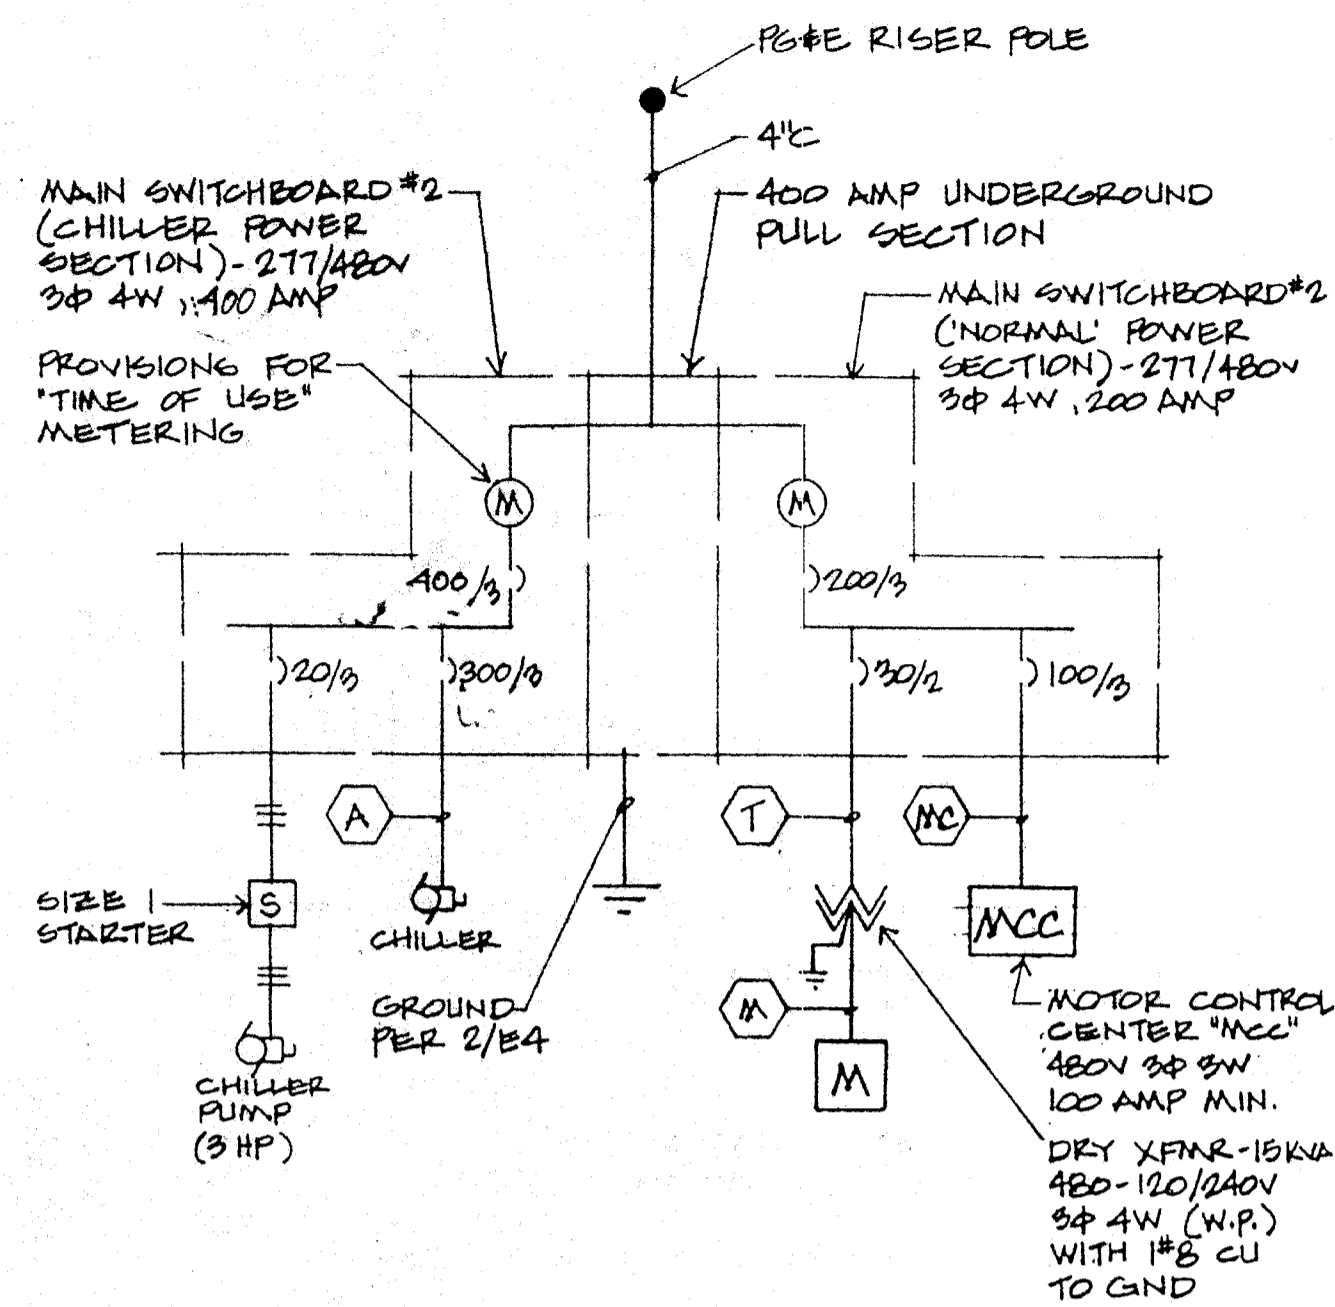 PG&E RISER POLE
4"C
MAIN SWITCHBOARD #2
(CHILLER POWER
SECTION)-277/480V
3Φ 4W, 400 AMP
400 AMP UNDERGROUND
PULL SECTION
MAIN SWITCHBOARD #2
('NORMAL' POWER
SECTION)-277/480V
3Φ 4W, 200 AMP
PROVISIONS FOR
"TIME OF USE"
METERING
M
M
400/3
200/3
20/3
300/3
30/2
100/3
A
T
MC
SIZE 1
STARTER
S
CHILLER
MCC
GROUND
PER 2/E4
M
M
MOTOR CONTROL
CENTER "MCC"
480V 3Φ 3W
100 AMP MIN.
CHILLER
PUMP
(3 HP)
DRY XFMR-15KVA
480-120/240V
3Φ 4W (W.P.)
WITH 1#8 CU
TO GND